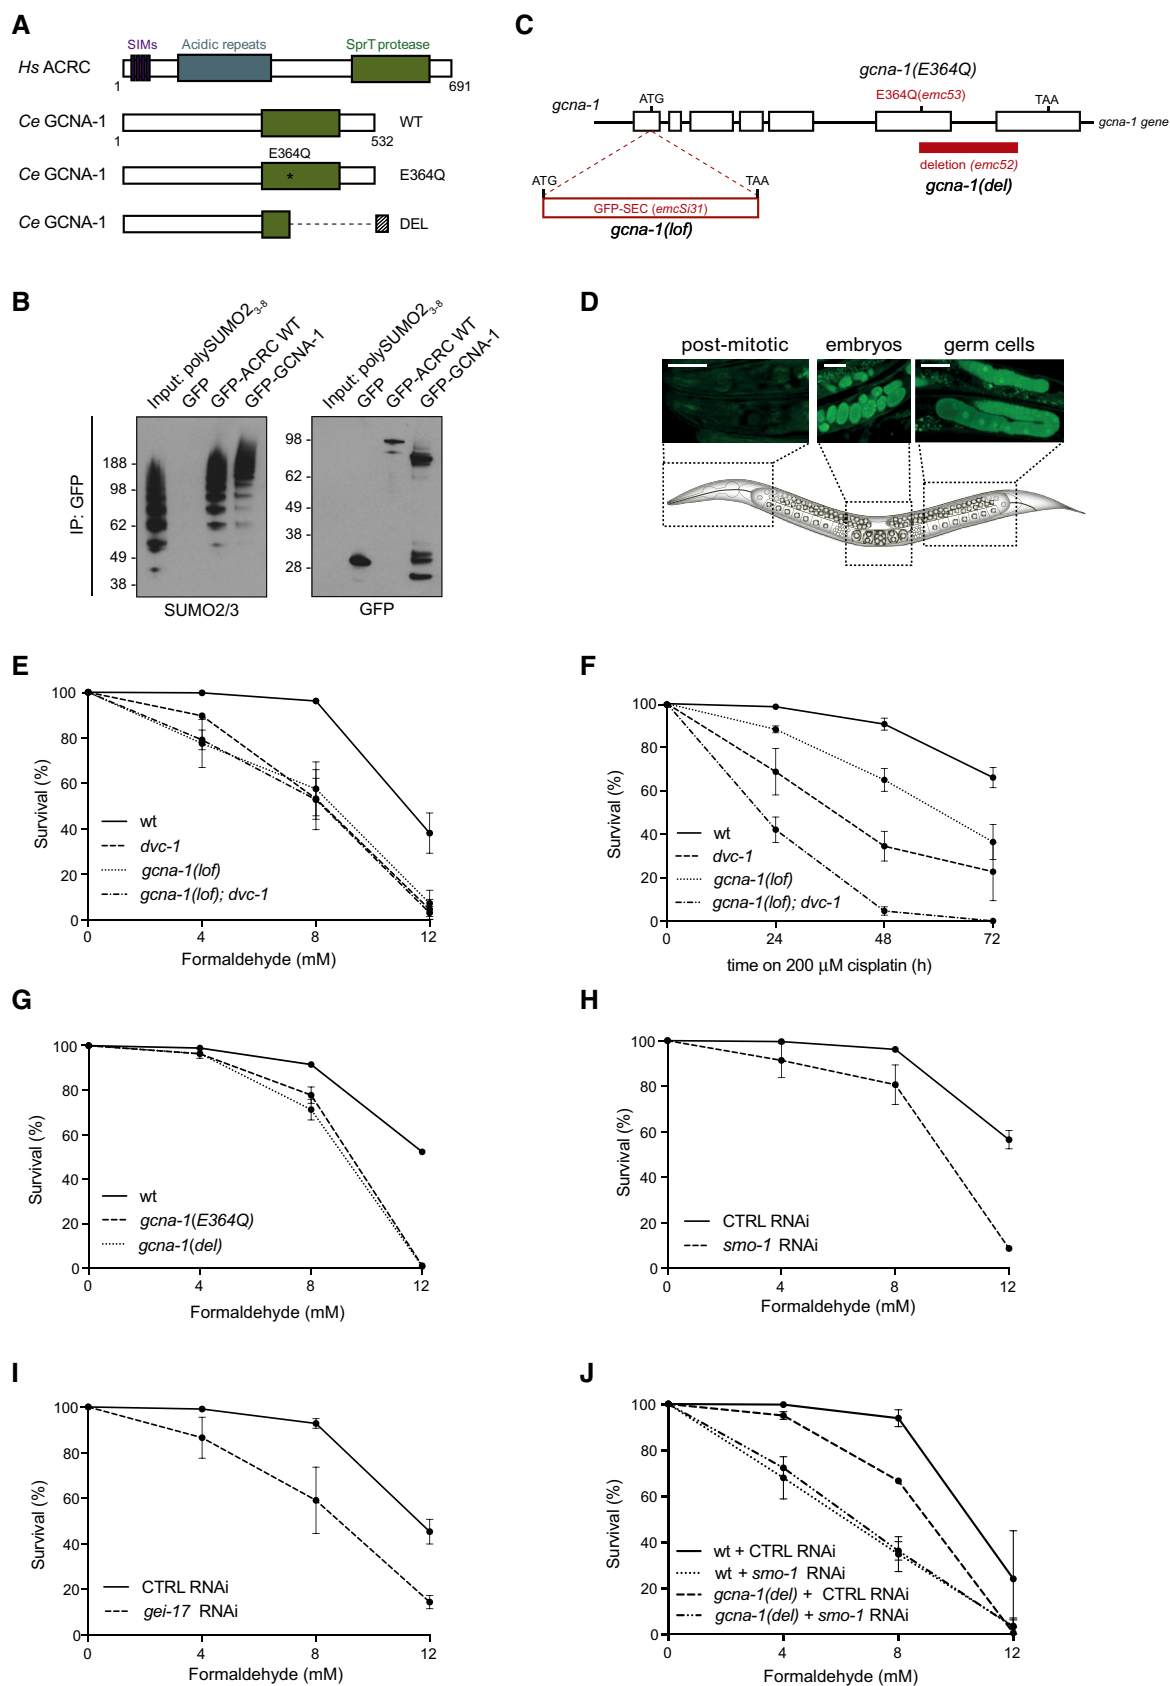 A
SIMs
Acidic repeats
SprT protease
Hs ACRC
1
691
Ce GCNA-1
WT
1
532
E364Q
Ce GCNA-1
*
E364Q
Ce GCNA-1
DEL
C
gcna-1(E364Q)
E364Q(emc53)
gcna-1
ATG
TAA
gcna-1 gene
deletion (emc52)
gcna-1(del)
ATG
TAA
GFP-SEC (emcSi31)
gcna-1(lof)
B
Input: polySUMO23-8
GFP
GFP-ACRC WT
GFP-GCNA-1
Input: polySUMO23-8
GFP
GFP-ACRC WT
GFP-GCNA-1
IP: GFP
188
98
62
49
38
SUMO2/3
98
62
49
38
28
GFP
D
post-mitotic
embryos
germ cells
E
100
80
60
40
20
0
Survival (%)
wt
dvc-1
gcna-1(lof)
gcna-1(lof); dvc-1
0
4
8
12
Formaldehyde (mM)
F
100
80
60
40
20
0
Survival (%)
wt
dvc-1
gcna-1(lof)
gcna-1(lof); dvc-1
0
24
48
72
time on 200 µM cisplatin (h)
G
100
80
60
40
20
0
Survival (%)
wt
gcna-1(E364Q)
gcna-1(del)
0
4
8
12
Formaldehyde (mM)
H
100
80
60
40
20
0
Survival (%)
CTRL RNAi
smo-1 RNAi
0
4
8
12
Formaldehyde (mM)
I
100
80
60
40
20
0
Survival (%)
CTRL RNAi
gei-17 RNAi
0
4
8
12
Formaldehyde (mM)
J
100
80
60
40
20
0
Survival (%)
wt + CTRL RNAi
wt + smo-1 RNAi
gcna-1(del) + CTRL RNAi
gcna-1(del) + smo-1 RNAi
0
4
8
12
Formaldehyde (mM)